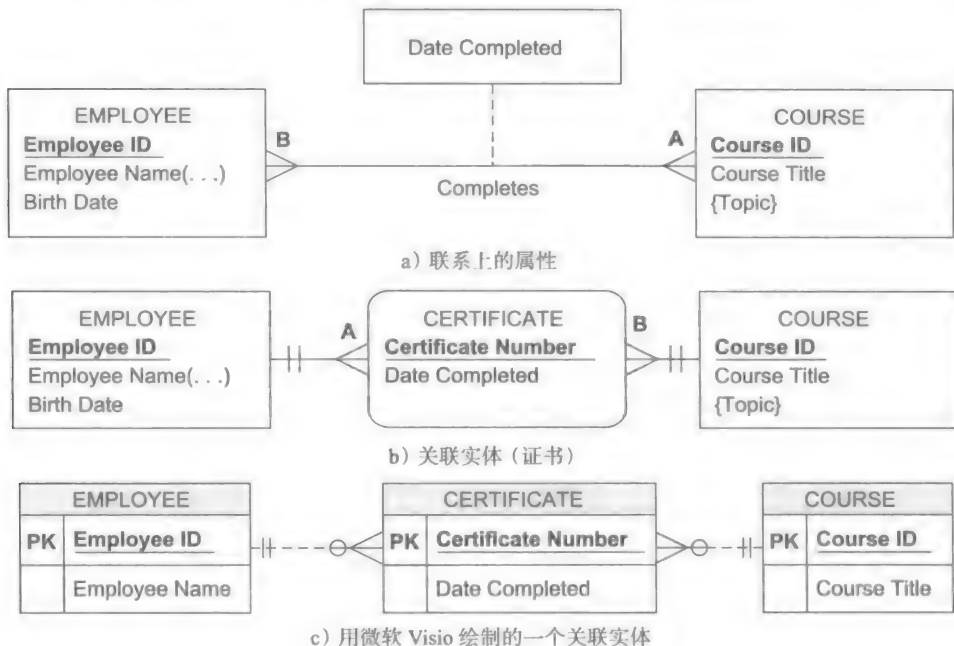 Date Completed
EMPLOYEE
Employee ID
Employee Name(. . .)
Birth Date
B
Completes
A
COURSE
Course ID
Course Title
{Topic}
a）联系上的属性
EMPLOYEE
Employee ID
Employee Name(. . .)
Birth Date
A
CERTIFICATE
Certificate Number
Date Completed
B
COURSE
Course ID
Course Title
{Topic}
b）关联实体（证书）
EMPLOYEE
PK Employee ID
Employee Name
CERTIFICATE
PK Certificate Number
Date Completed
COURSE
PK Course ID
Course Title
c）用微软 Visio 绘制的一个关联实体